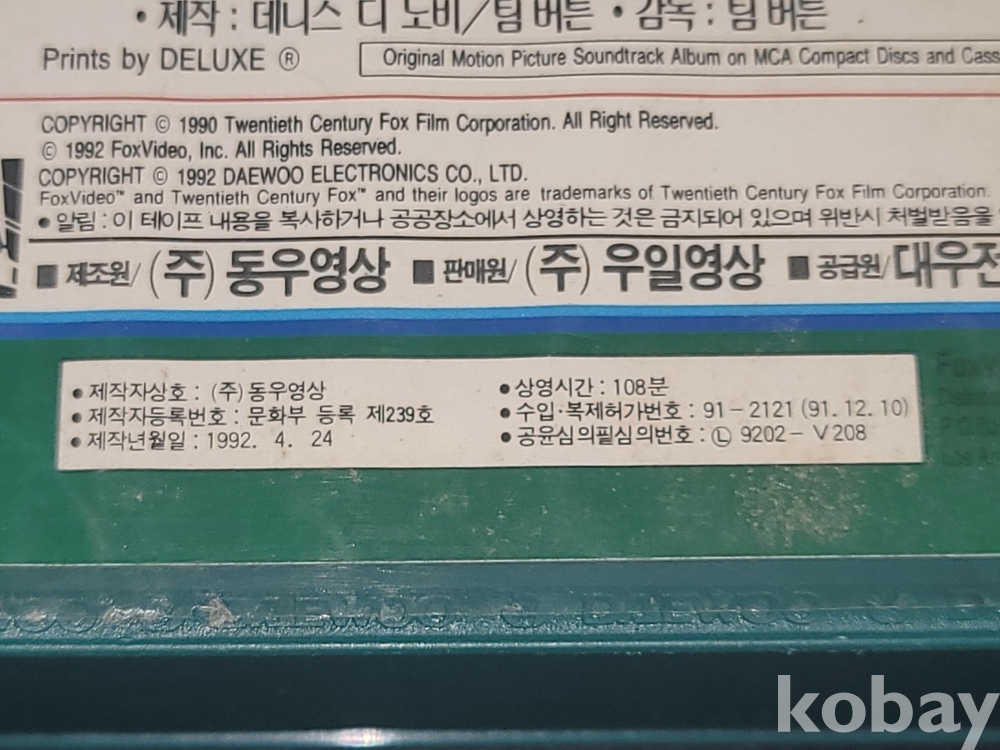 • 제작 : 데니스 디 노비/팀 버튼 • 감독 : 팀 버튼
Prints by DELUXE ®
Original Motion Picture Soundtrack Album on MCA Compact Discs and Cass
COPYRIGHT © 1990 Twentieth Century Fox Film Corporation. All Right Reserved.
© 1992 FoxVideo, Inc. All Rights Reserved.
COPYRIGHT © 1992 DAEWOO ELECTRONICS CO., LTD.
FoxVideo™ and Twentieth Century Fox™ and their logos are trademarks of Twentieth Century Fox Film Corporation.
• 알림 : 이 테이프 내용을 복사하거나 공공장소에서 상영하는 것은 금지되어 있으며 위반시 처벌받음을
■ 제조원/(주)동우영상 ■ 판매원/(주)우일영상 ■ 공급원/대우전
• 제작자상호 : (주)동우영상
• 제작자등록번호 : 문화부 등록 제239호
• 제작년월일 : 1992. 4. 24
• 상영시간 : 108분
• 수입·복제허가번호 : 91-2121 (91. 12. 10)
• 공윤심의필심의번호 : Ⓛ 9202-V208
DAEWOO
kobay